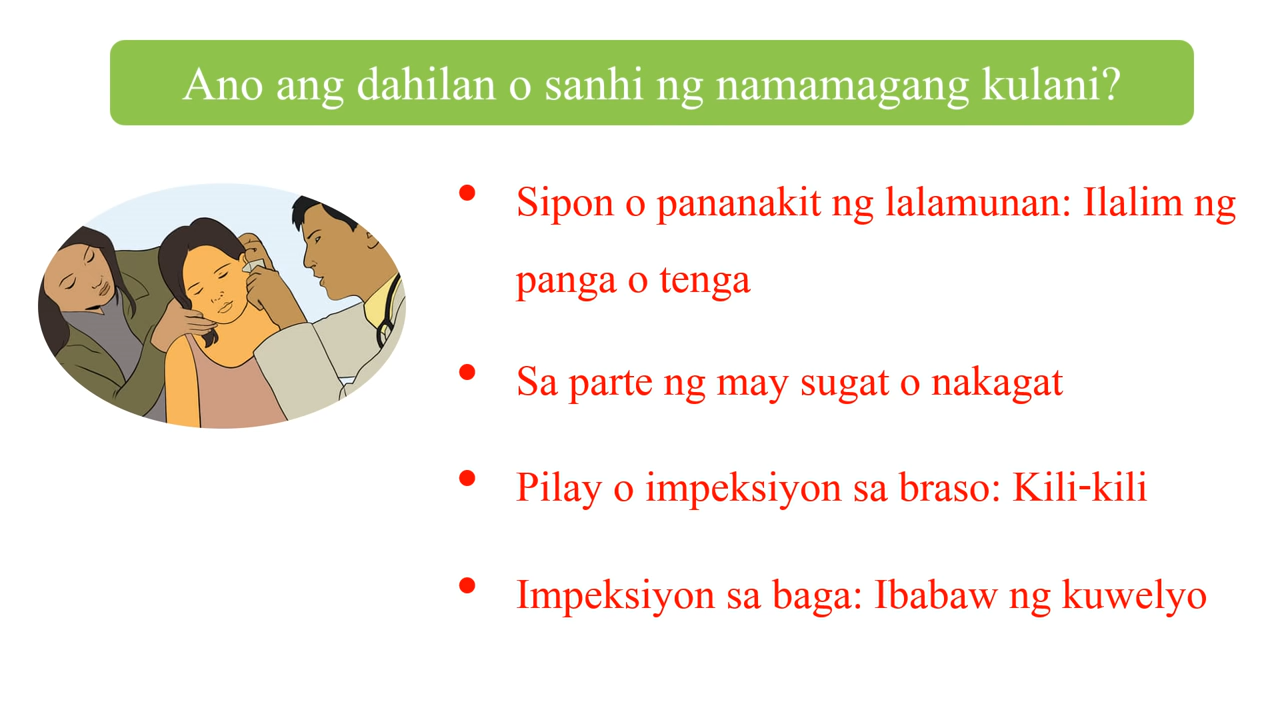 Ano ang dahilan o sanhi ng namamagang kulani?
• Sipon o pananakit ng lalamunan: Ilalim ng
panga o tenga
• Sa parte ng may sugat o nakagat
• Pilay o impeksiyon sa braso: Kili-kili
• Impeksiyon sa baga: Ibabaw ng kuwelyo